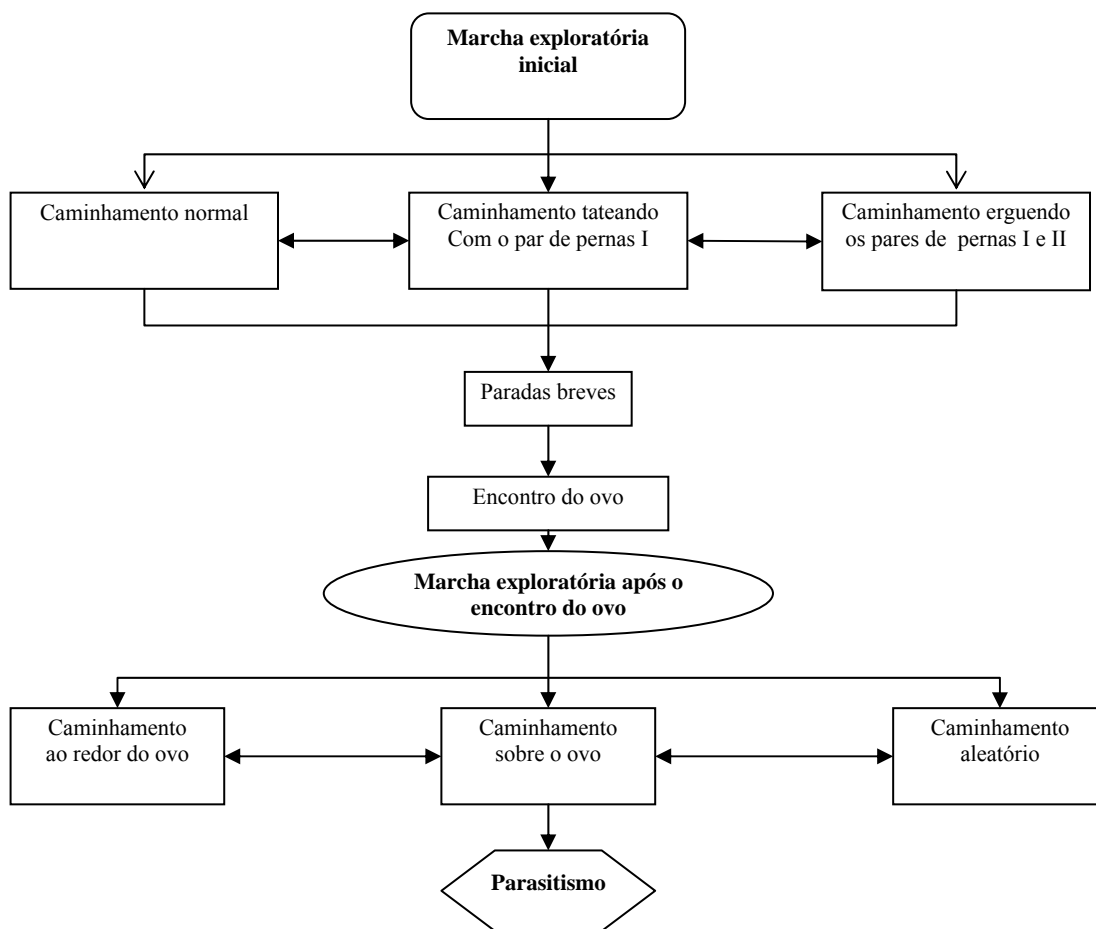 Marcha exploratória
inicial
Caminhamento normal
Caminhamento tateando
Com o par de pernas I
Caminhamento erguendo
os pares de pernas I e II
Paradas breves
Encontro do ovo
Marcha exploratória após o
encontro do ovo
Caminhamento
ao redor do ovo
Caminhamento
sobre o ovo
Caminhamento
aleatório
Parasitismo